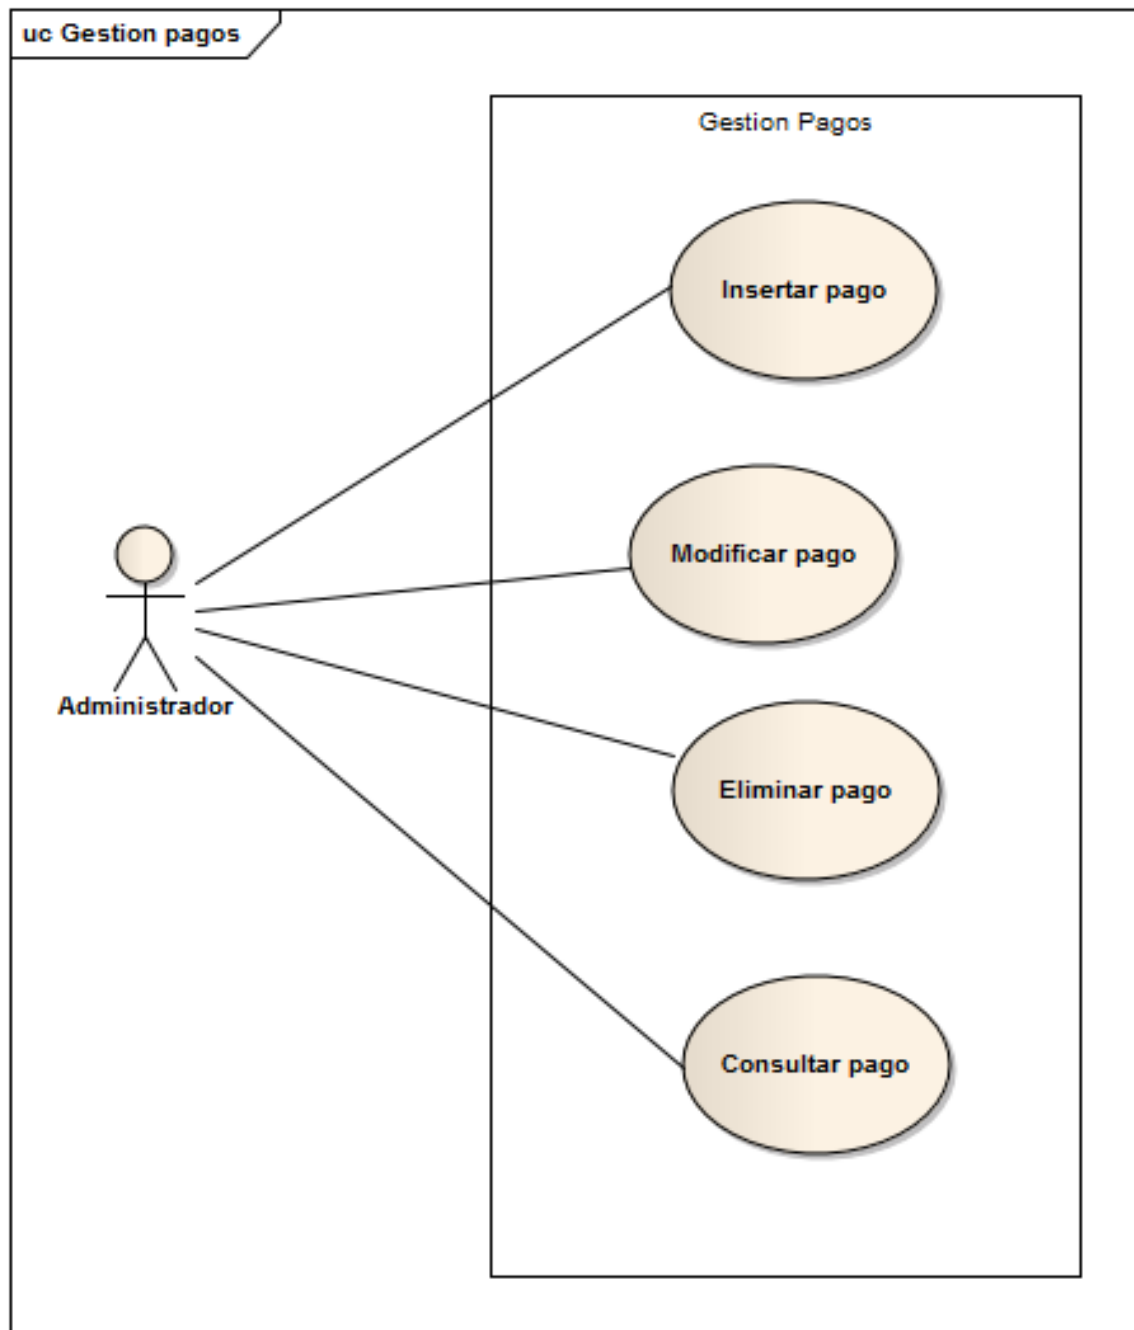 uc Gestion pagos
Gestion Pagos
Insertar pago
Modificar pago
Administrador
Eliminar pago
Consultar pago